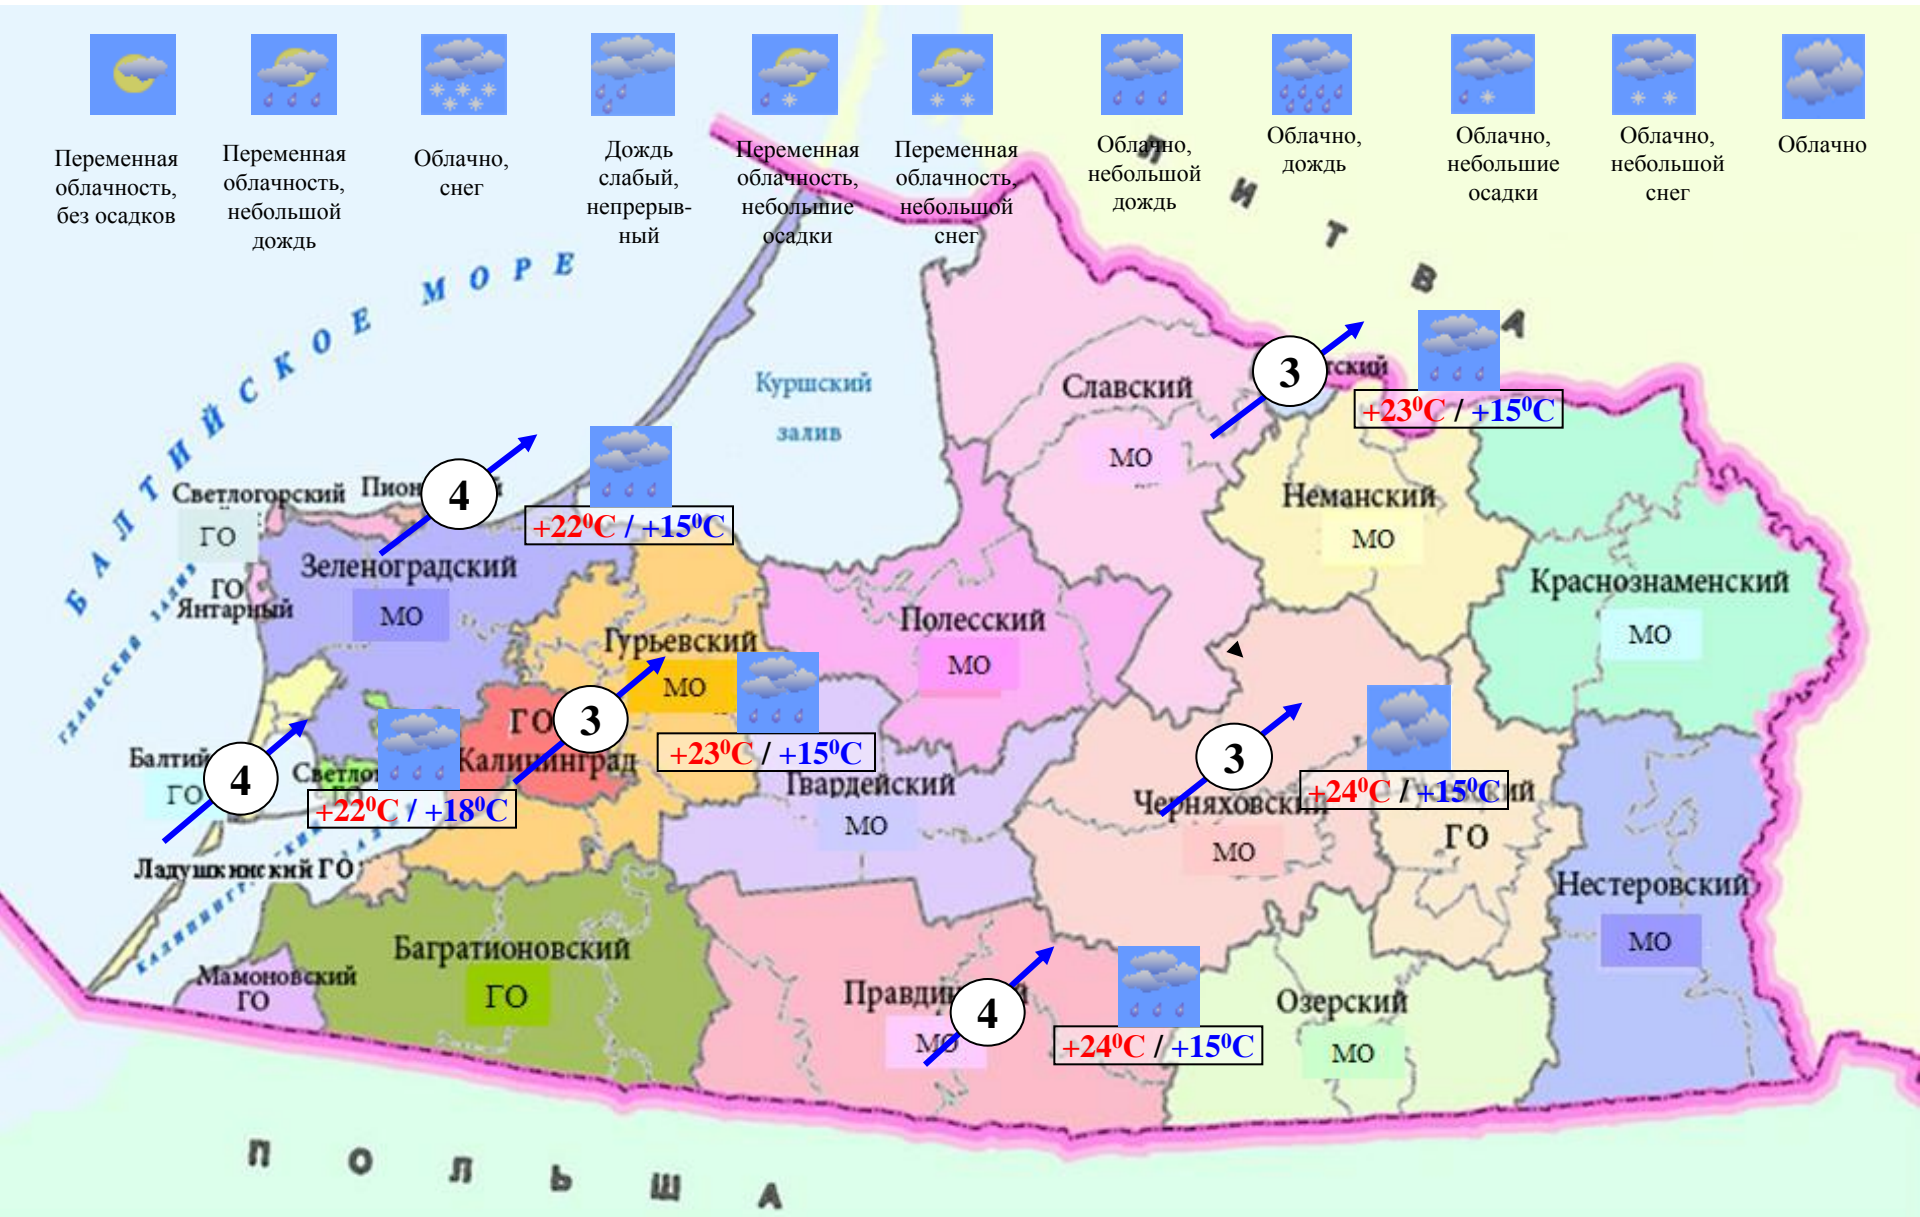 Переменная
облачность,
без осадков
Переменная
облачность,
небольшой
дождь
Облачно,
снег
Дождь
слабый,
непрерыв-
ный
Переменная
облачность,
небольшие
осадки
Переменная
облачность,
небольшой
снег
Облачно,
небольшой
дождь
Облачно,
дождь
Облачно,
небольшие
осадки
Облачно,
небольшой
снег
Облачно
ЛИТВА
БАЛТИЙСКОЕ МОРЕ
Куршский
залив
Славский
МО
3
+23⁰C / +15⁰C
4
+22⁰C / +15⁰C
Светлогорский
ГО
Зеленоградский
МО
ГО
Янтарный
Неманский
МО
Краснознаменский
МО
Полесский
МО
Гурьевский
МО
3
+23⁰C / +15⁰C
ГО
Калининград
4
ГО
+22⁰C / +18⁰C
Гвардейский
МО
3
Черняховский
МО
+24⁰C / +15⁰C
ГО
Ладушкинский ГО
Нестеровский
МО
Багратионовский
ГО
Мамоновский
ГО
4
МО
+24⁰C / +15⁰C
Озерский
МО
ПОЛЬША